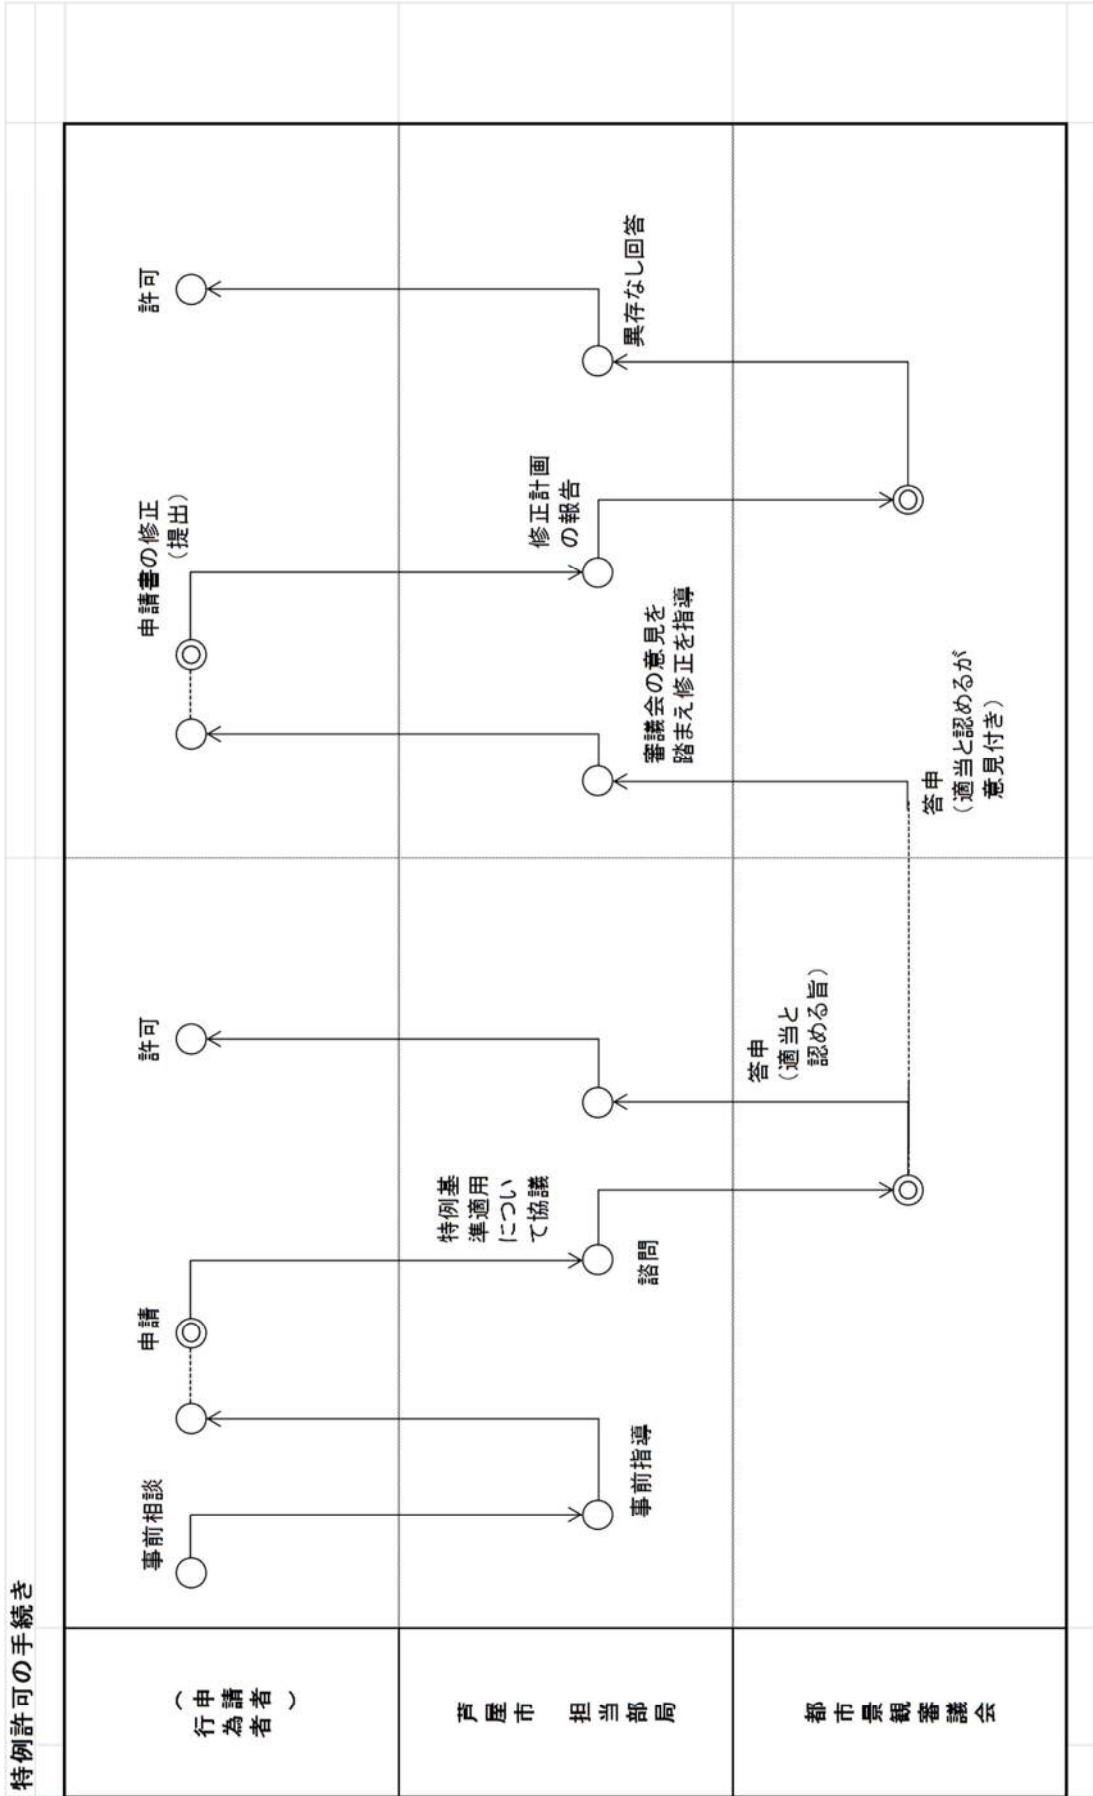 特例許可の手続き
行為者
（申請者）
芦屋市　担当部局
都市景観審議会
事前相談
事前指導
申請
特例基
準適用
につい
て協議
諮問
答申
（適当と
認める旨）
許可
答申
（適当と認めるが
意見付き）
審議会の意見を
踏まえ修正を指導
申請書の修正
（提出）
修正計画
の報告
異存なし回答
許可